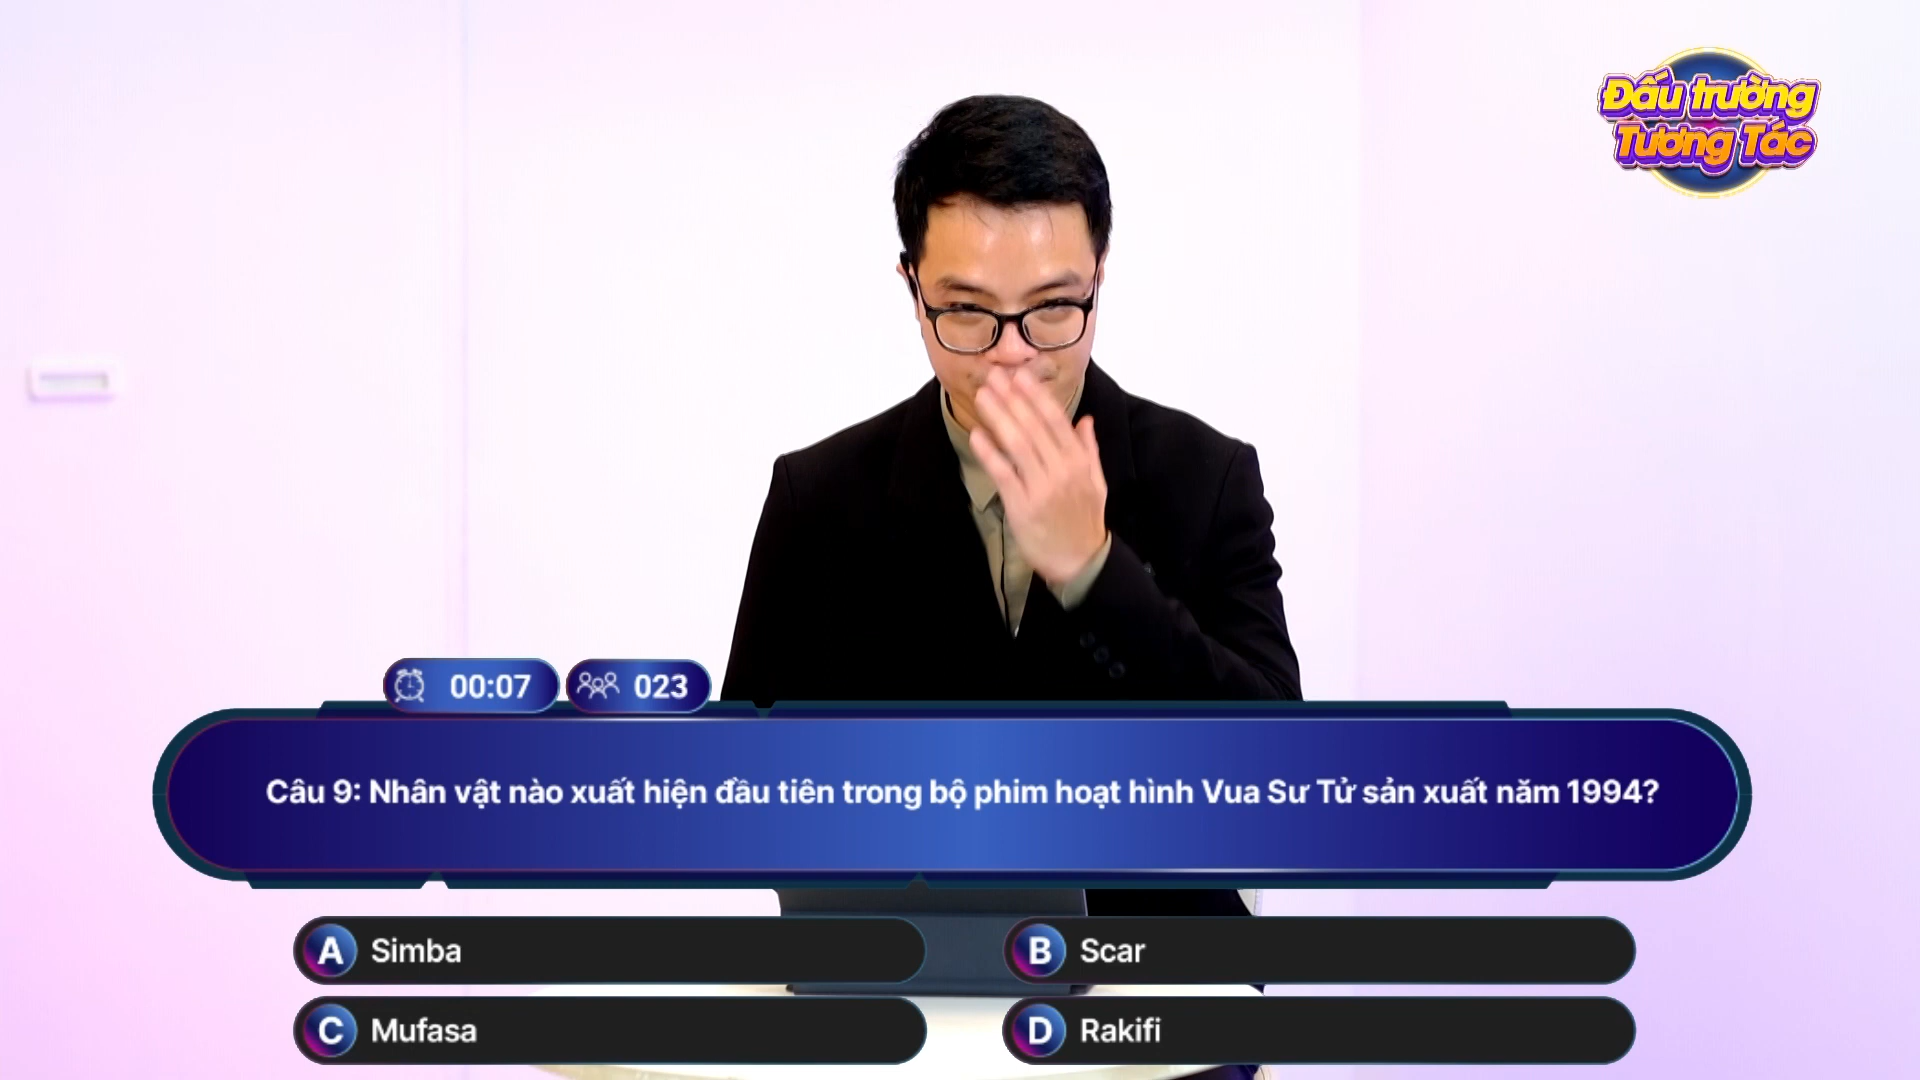 Đấu trường
Tương Tác
00:07
023
Câu 9: Nhân vật nào xuất hiện đầu tiên trong bộ phim hoạt hình Vua Sư Tử sản xuất năm 1994?
A Simba
B Scar
C Mufasa
D Rakifi